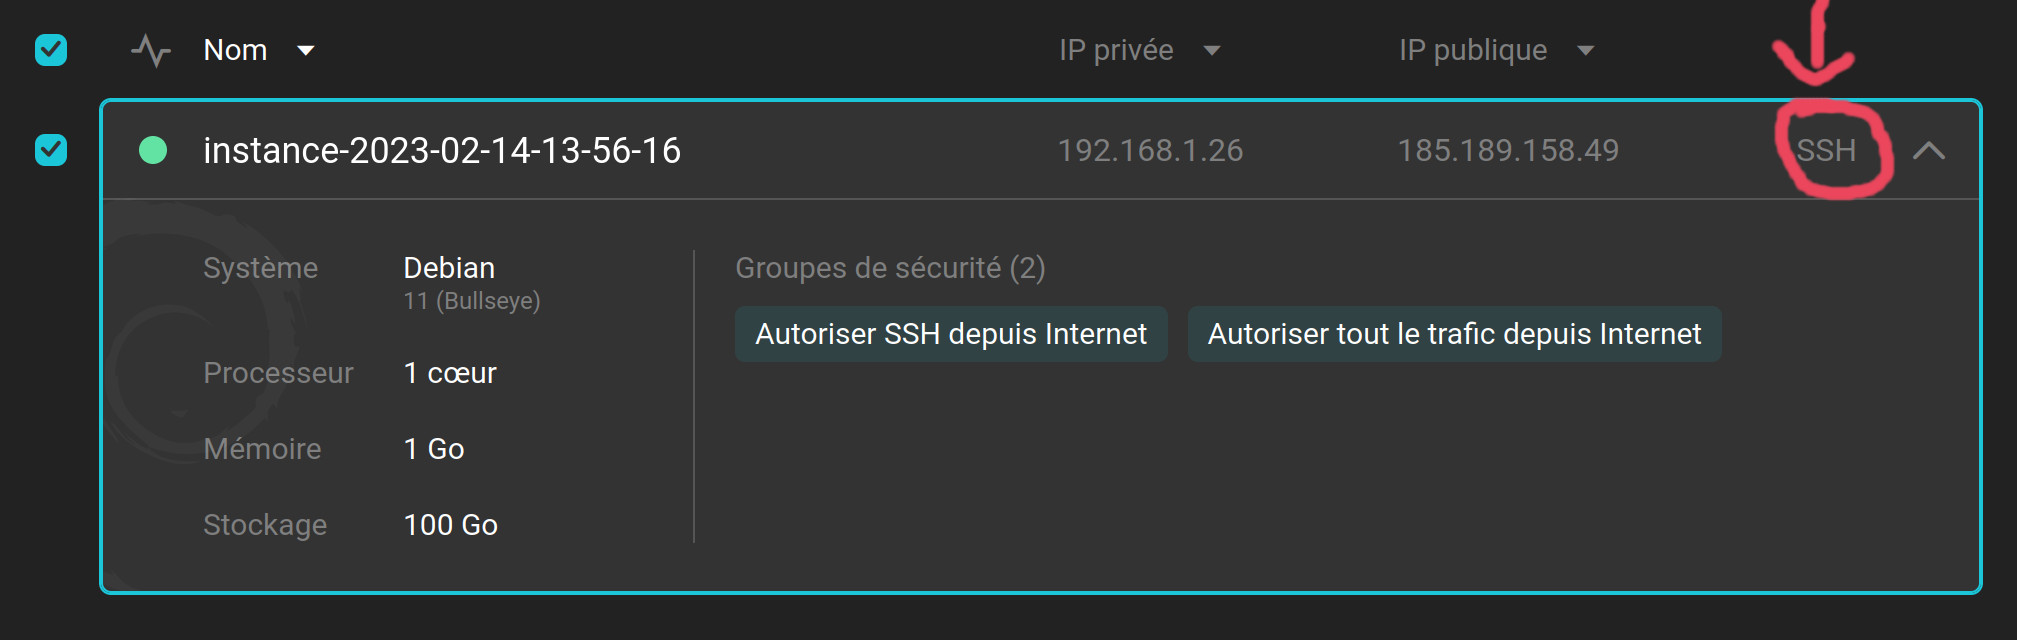 Nom IP privée IP publique
instance-2023-02-14-13-56-16 192.168.1.26 185.189.158.49 SSH
Système Debian
11 (Bullseye)
Processeur 1 cœur
Mémoire 1 Go
Stockage 100 Go
Groupes de sécurité (2)
Autoriser SSH depuis Internet Autoriser tout le trafic depuis Internet